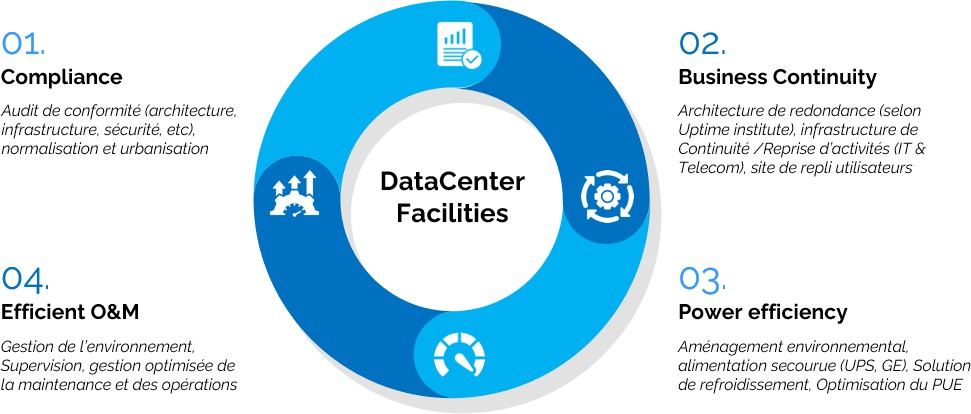 01.
Compliance
Audit de conformité (architecture,
infrastructure, sécurité, etc),
normalisation et urbanisation
02.
Business Continuity
Architecture de redondance (selon
Uptime institute), infrastructure de
Continuité /Reprise d'activités (IT &
Telecom), site de repli utilisateurs
DataCenter
Facilities
03.
Power efficiency
Aménagement environnemental,
alimentation secourue (UPS, GE), Solution
de refroidissement, Optimisation du PUE
04.
Efficient O&M
Gestion de l'environnement,
Supervision, gestion optimisée de
la maintenance et des opérations